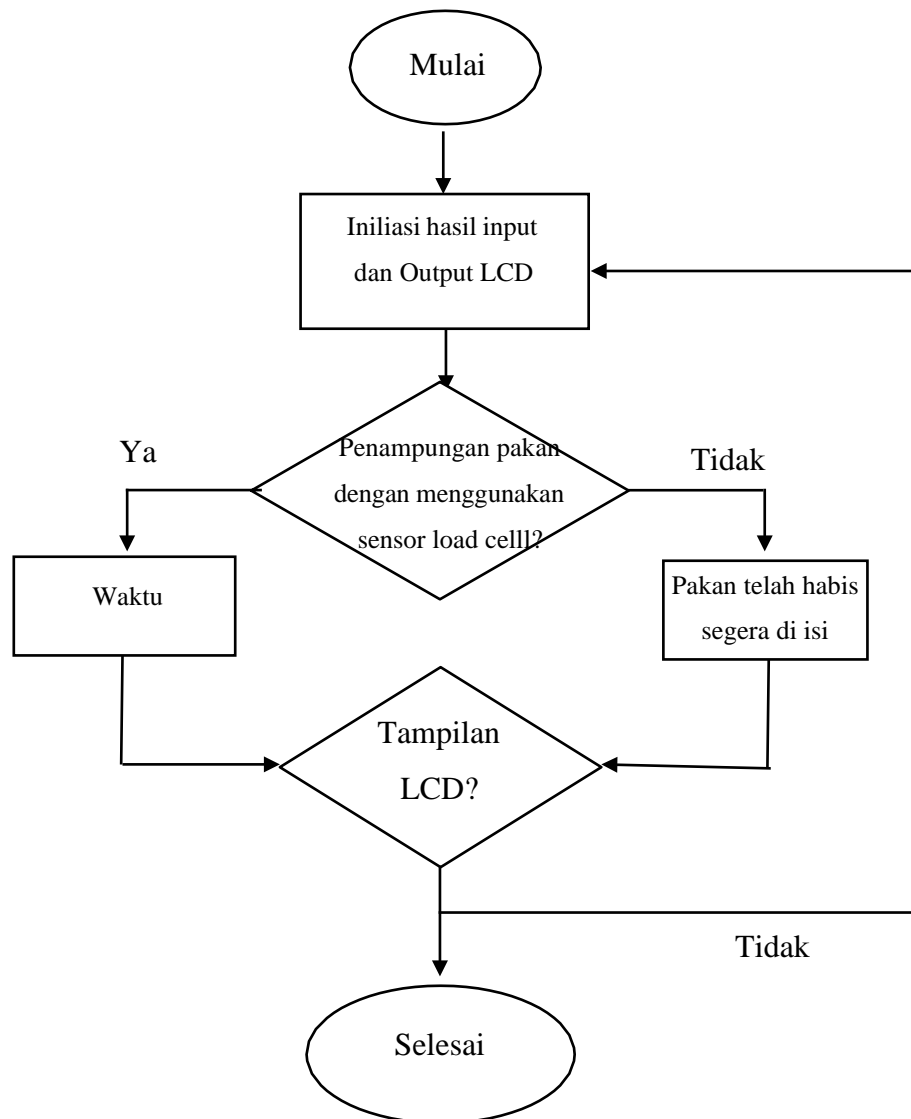 Mulai
Iniliasi hasil input
dan Output LCD
Ya
Penampungan pakan
dengan menggunakan
sensor load celll?
Tidak
Waktu
Pakan telah habis
segera di isi
Tampilan
LCD?
Tidak
Selesai